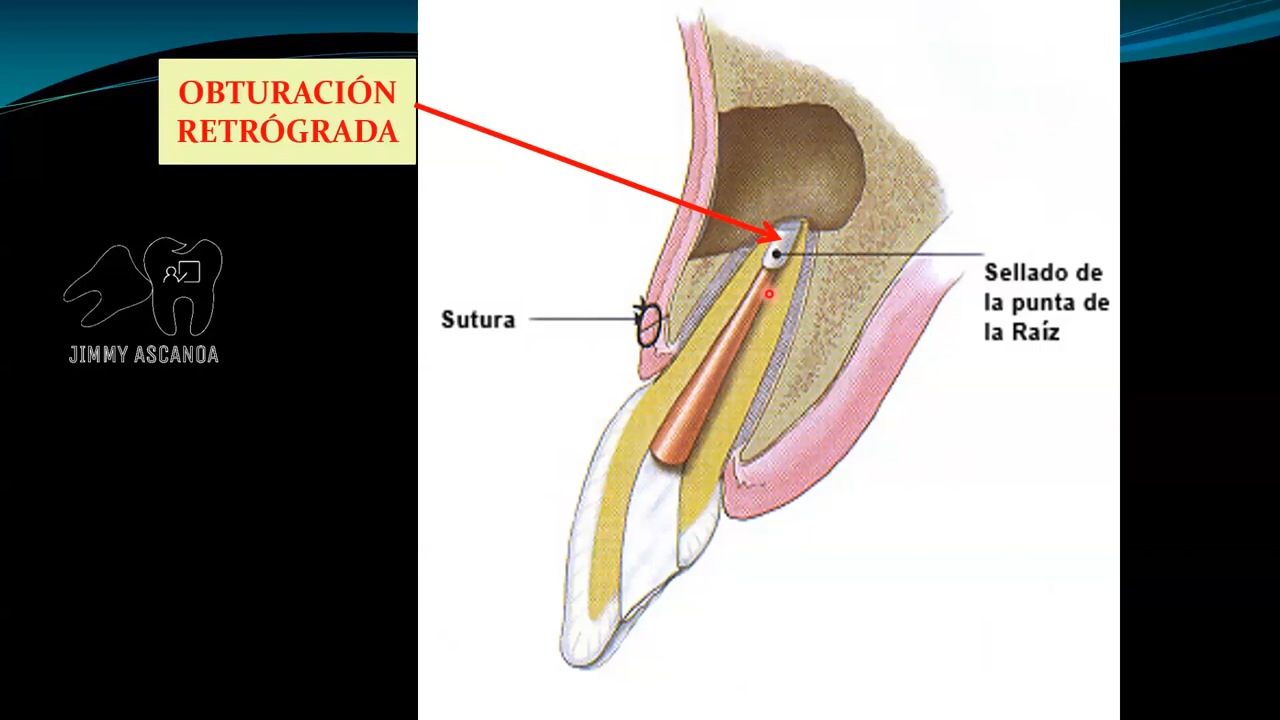 OBTURACIÓN
RETRÓGRADA
JIMMY ASCANOA
Sutura
Sellado de
la punta de
la Raíz